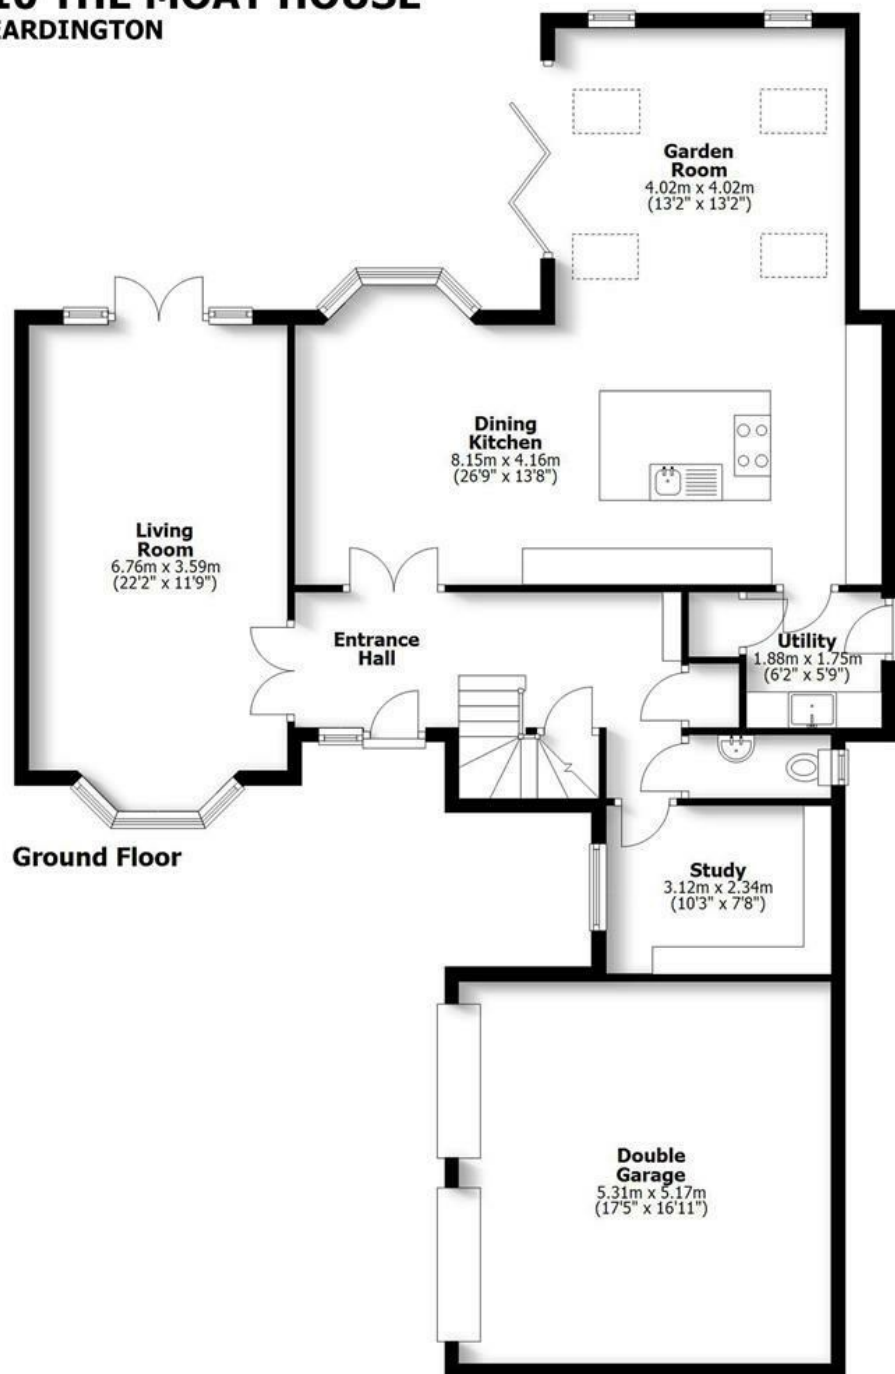 THE MOAT HOUSE
Garden
Room
4.02m x 4.02m
(13'2" x 13'2")
Dining
Kitchen
8.15m x 4.16m
(26'9" x 13'8")
Living
Room
6.76m x 3.59m
(22'2" x 11'9")
Entrance
Hall
Utility
1.88m x 1.75m
(6'2" x 5'9")
Ground Floor
Study
3.12m x 2.34m
(10'3" x 7'8")
Double
Garage
5.31m x 5.17m
(17'5" x 16'11")